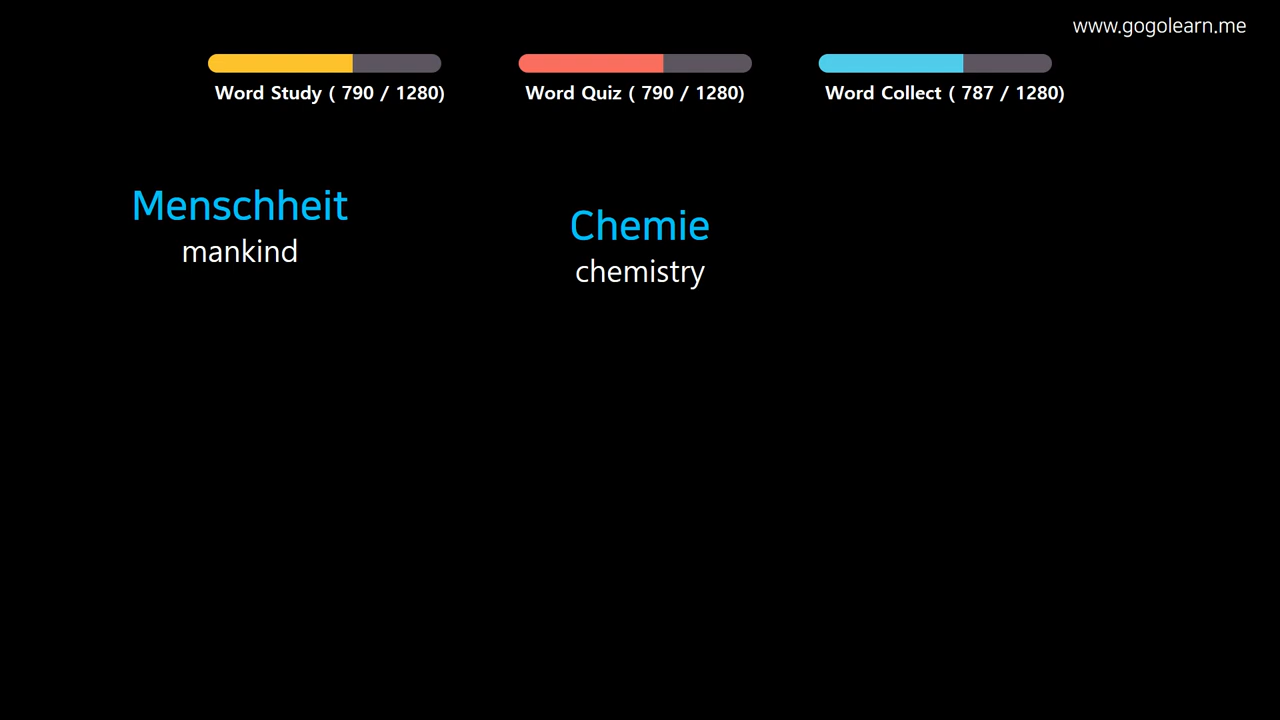 www.gogolearn.me
Word Study ( 790 / 1280)
Word Quiz ( 790 / 1280)
Word Collect ( 787 / 1280)
Menschheit
mankind
Chemie
chemistry